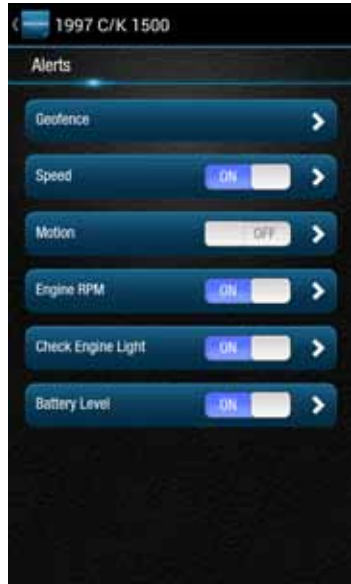 1997 C/K 1500
Alerts
Geofence
Speed ON
Motion OFF
Engine RPM ON
Check Engine Light ON
Battery Level ON